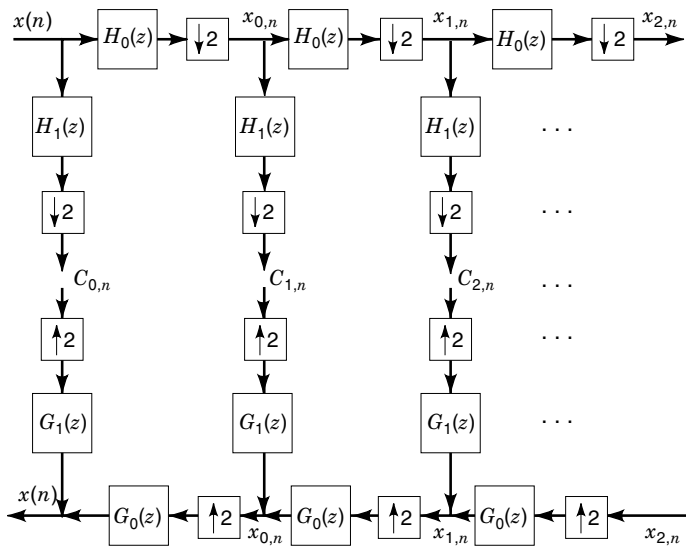 x(n) H₀(z) ↓2 x₀,ₙ H₀(z) ↓2 x₁,ₙ H₀(z) ↓2 x₂,ₙ
H₁(z) H₁(z) H₁(z) . . .
↓2 ↓2 ↓2 . . .
C₀,ₙ C₁,ₙ C₂,ₙ . . .
↑2 ↑2 ↑2 . . .
G₁(z) G₁(z) G₁(z) . . .
x(n) G₀(z) ↑2 x₀,ₙ G₀(z) ↑2 x₁,ₙ G₀(z) ↑2 x₂,ₙ